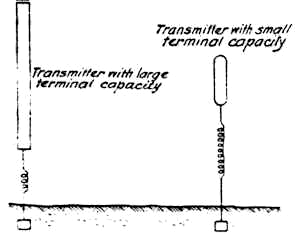 Transmitter with small
terminal capacity
Transmitter with large
terminal capacity